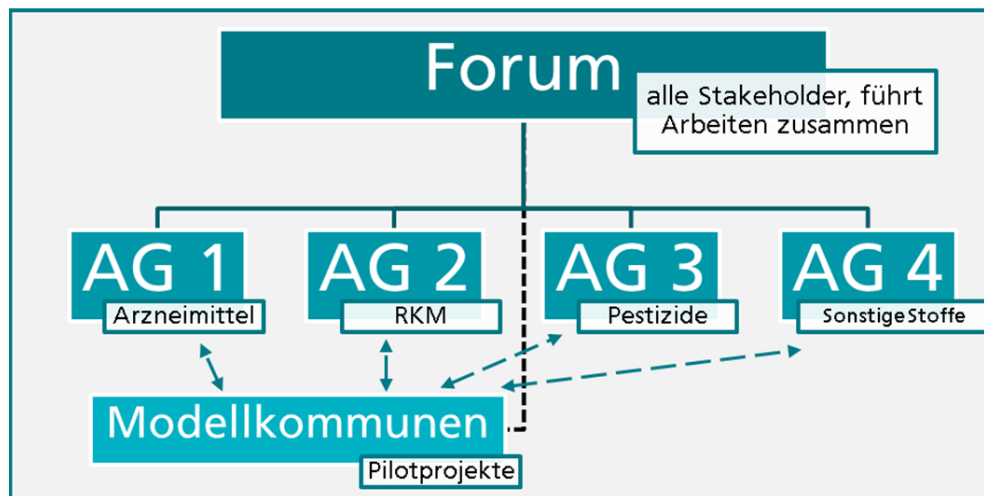 Forum
alle Stakeholder, führt
Arbeiten zusammen
AG 1
Arzneimittel
AG 2
RKM
AG 3
Pestizide
AG 4
Sonstige Stoffe
Modellkommunen
Pilotprojekte